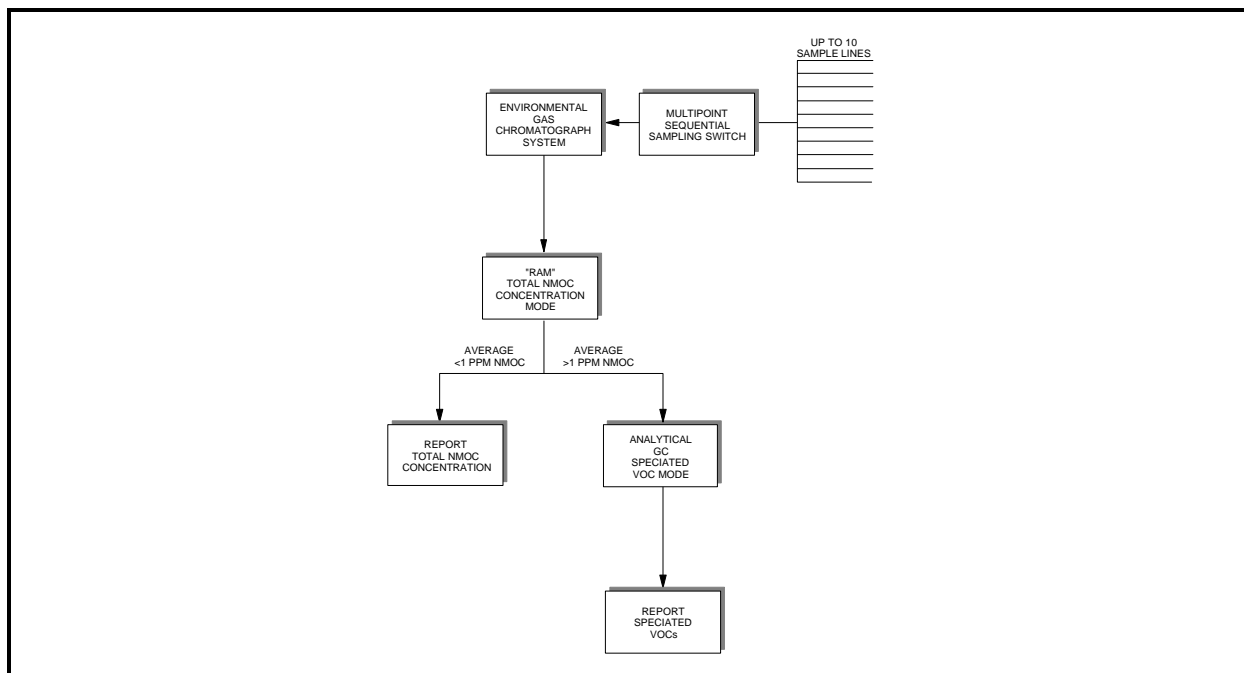 UP TO 10
SAMPLE LINES
ENVIRONMENTAL
GAS
CHROMATOGRAPH
SYSTEM
MULTIPOINT
SEQUENTIAL
SAMPLING SWITCH
"RAM"
TOTAL NMOC
CONCENTRATION
MODE
AVERAGE
<1 PPM NMOC
AVERAGE
>1 PPM NMOC
REPORT
TOTAL NMOC
CONCENTRATION
ANALYTICAL
GC
SPECIATED
VOC MODE
REPORT
SPECIATED
VOCs